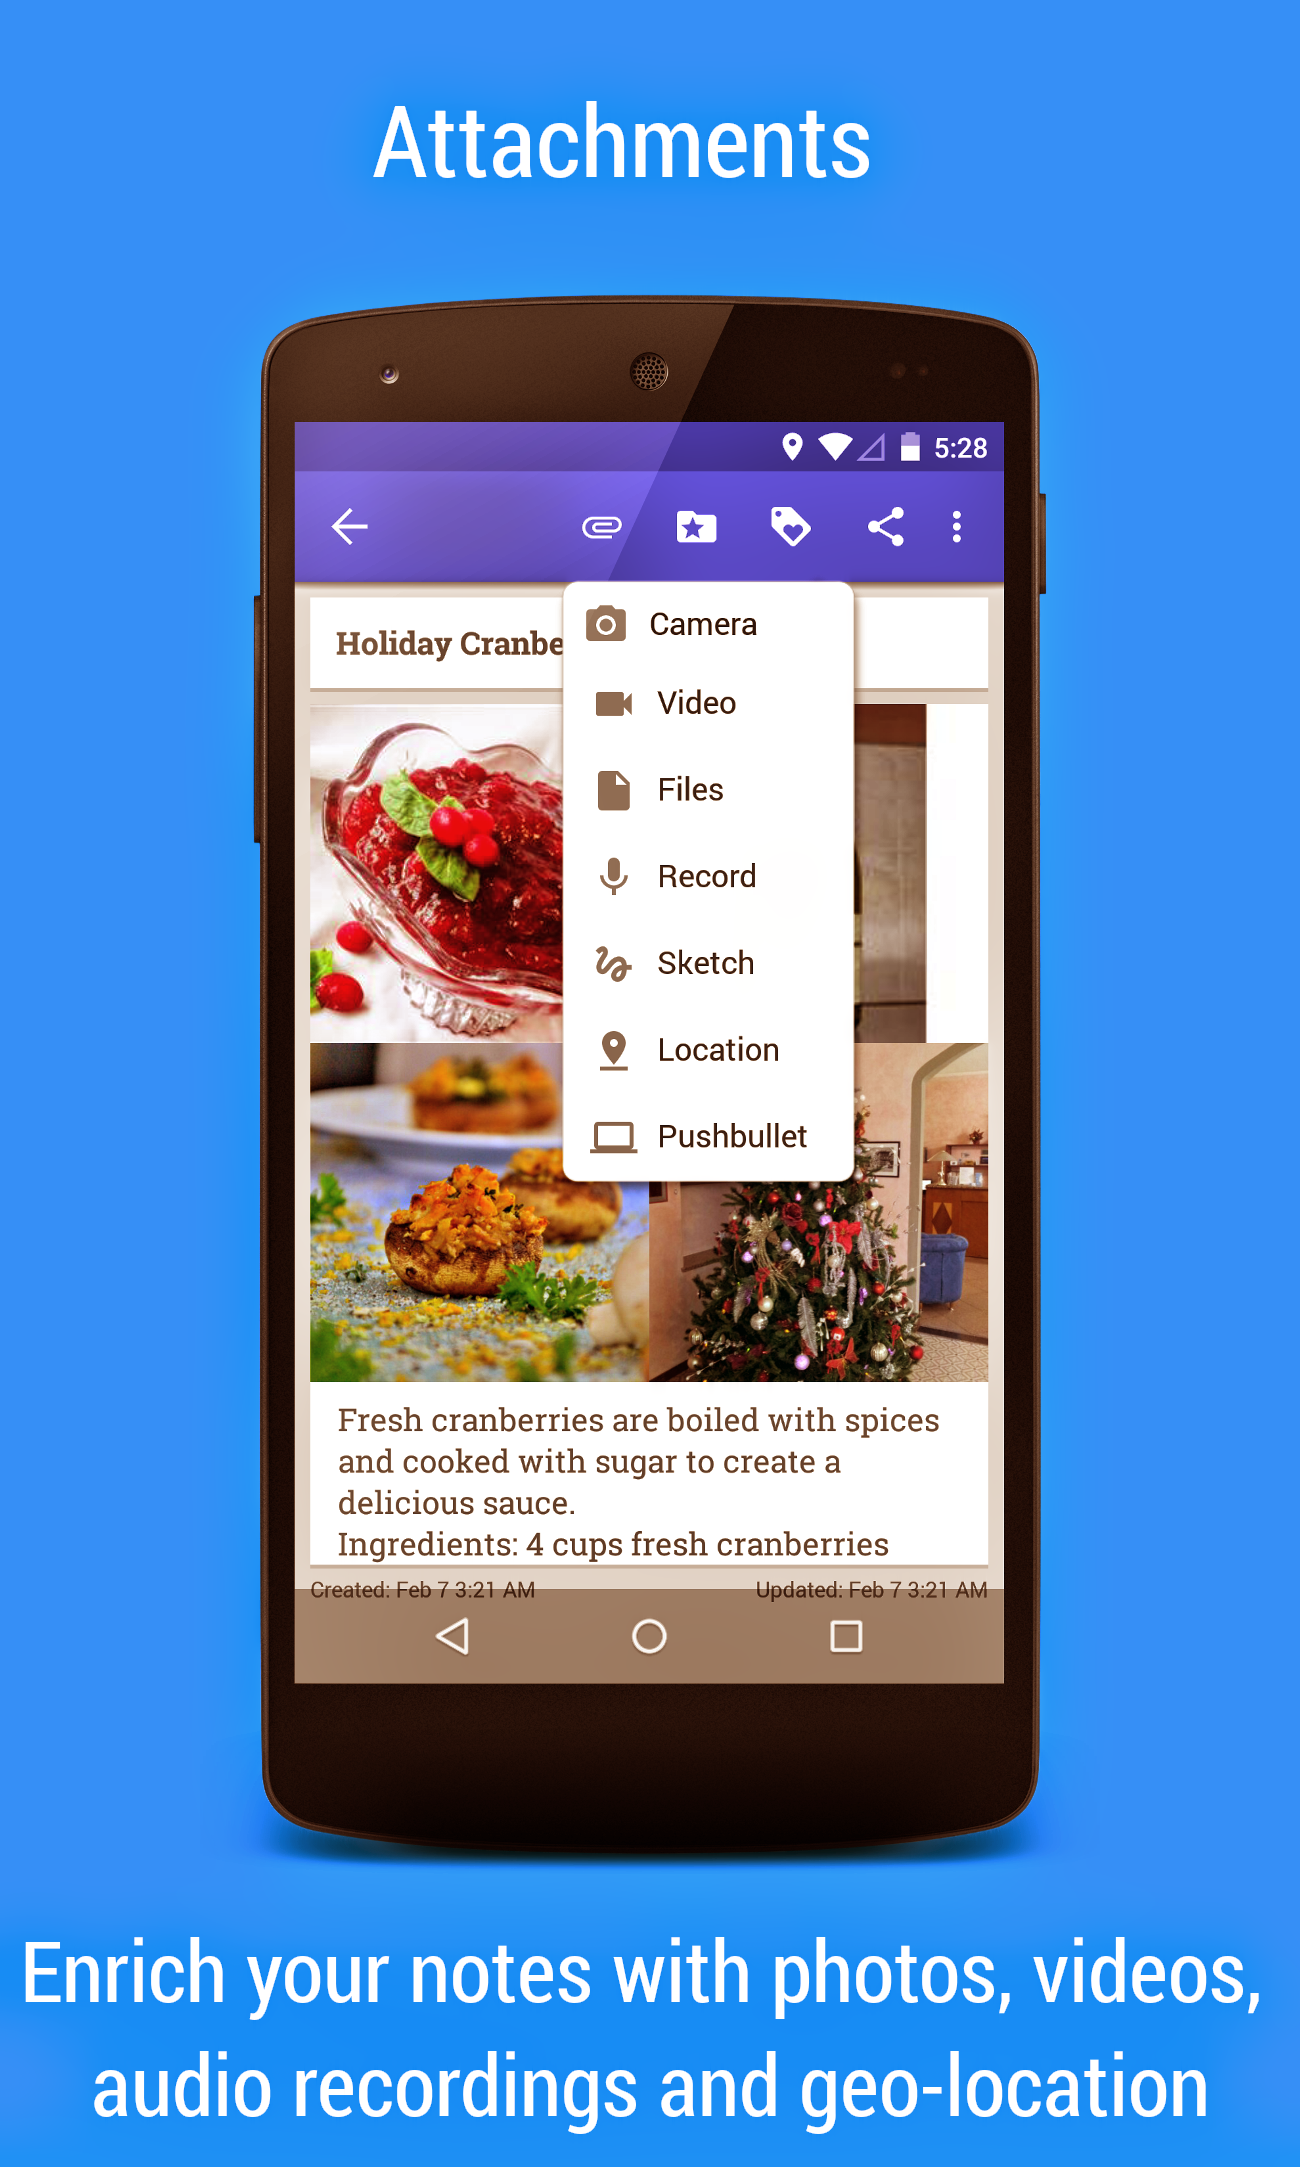 Attachments
5:28
Holiday Cranbe
Camera
Video
Files
Record
Sketch
Location
Pushbullet
Fresh cranberries are boiled with spices
and cooked with sugar to create a
delicious sauce.
Ingredients: 4 cups fresh cranberries
Created: Feb 7 3:21 AM Updated: Feb 7 3:21 AM
Enrich your notes with photos, videos,
audio recordings and geo-location